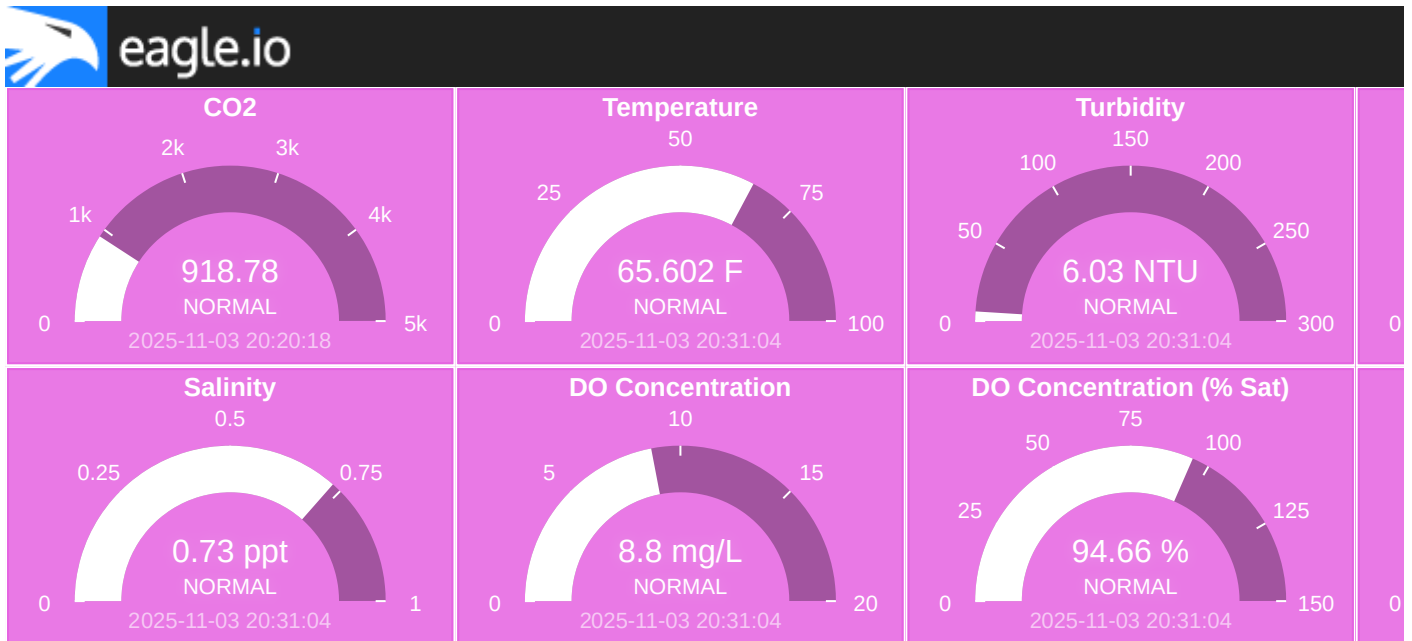 eagle.io
CO2
2k
3k
1k
4k
918.78
NORMAL
0
5k
2025-11-03 20:20:18
Temperature
50
25
75
65.602 F
NORMAL
0
100
2025-11-03 20:31:04
Turbidity
150
100
200
50
250
6.03 NTU
NORMAL
0
300
2025-11-03 20:31:04
0
Salinity
0.5
0.25
0.75
0.73 ppt
NORMAL
0
1
2025-11-03 20:31:04
DO Concentration
10
5
15
8.8 mg/L
NORMAL
0
20
2025-11-03 20:31:04
DO Concentration (% Sat)
75
50
100
25
125
94.66 %
NORMAL
0
150
2025-11-03 20:31:04
0